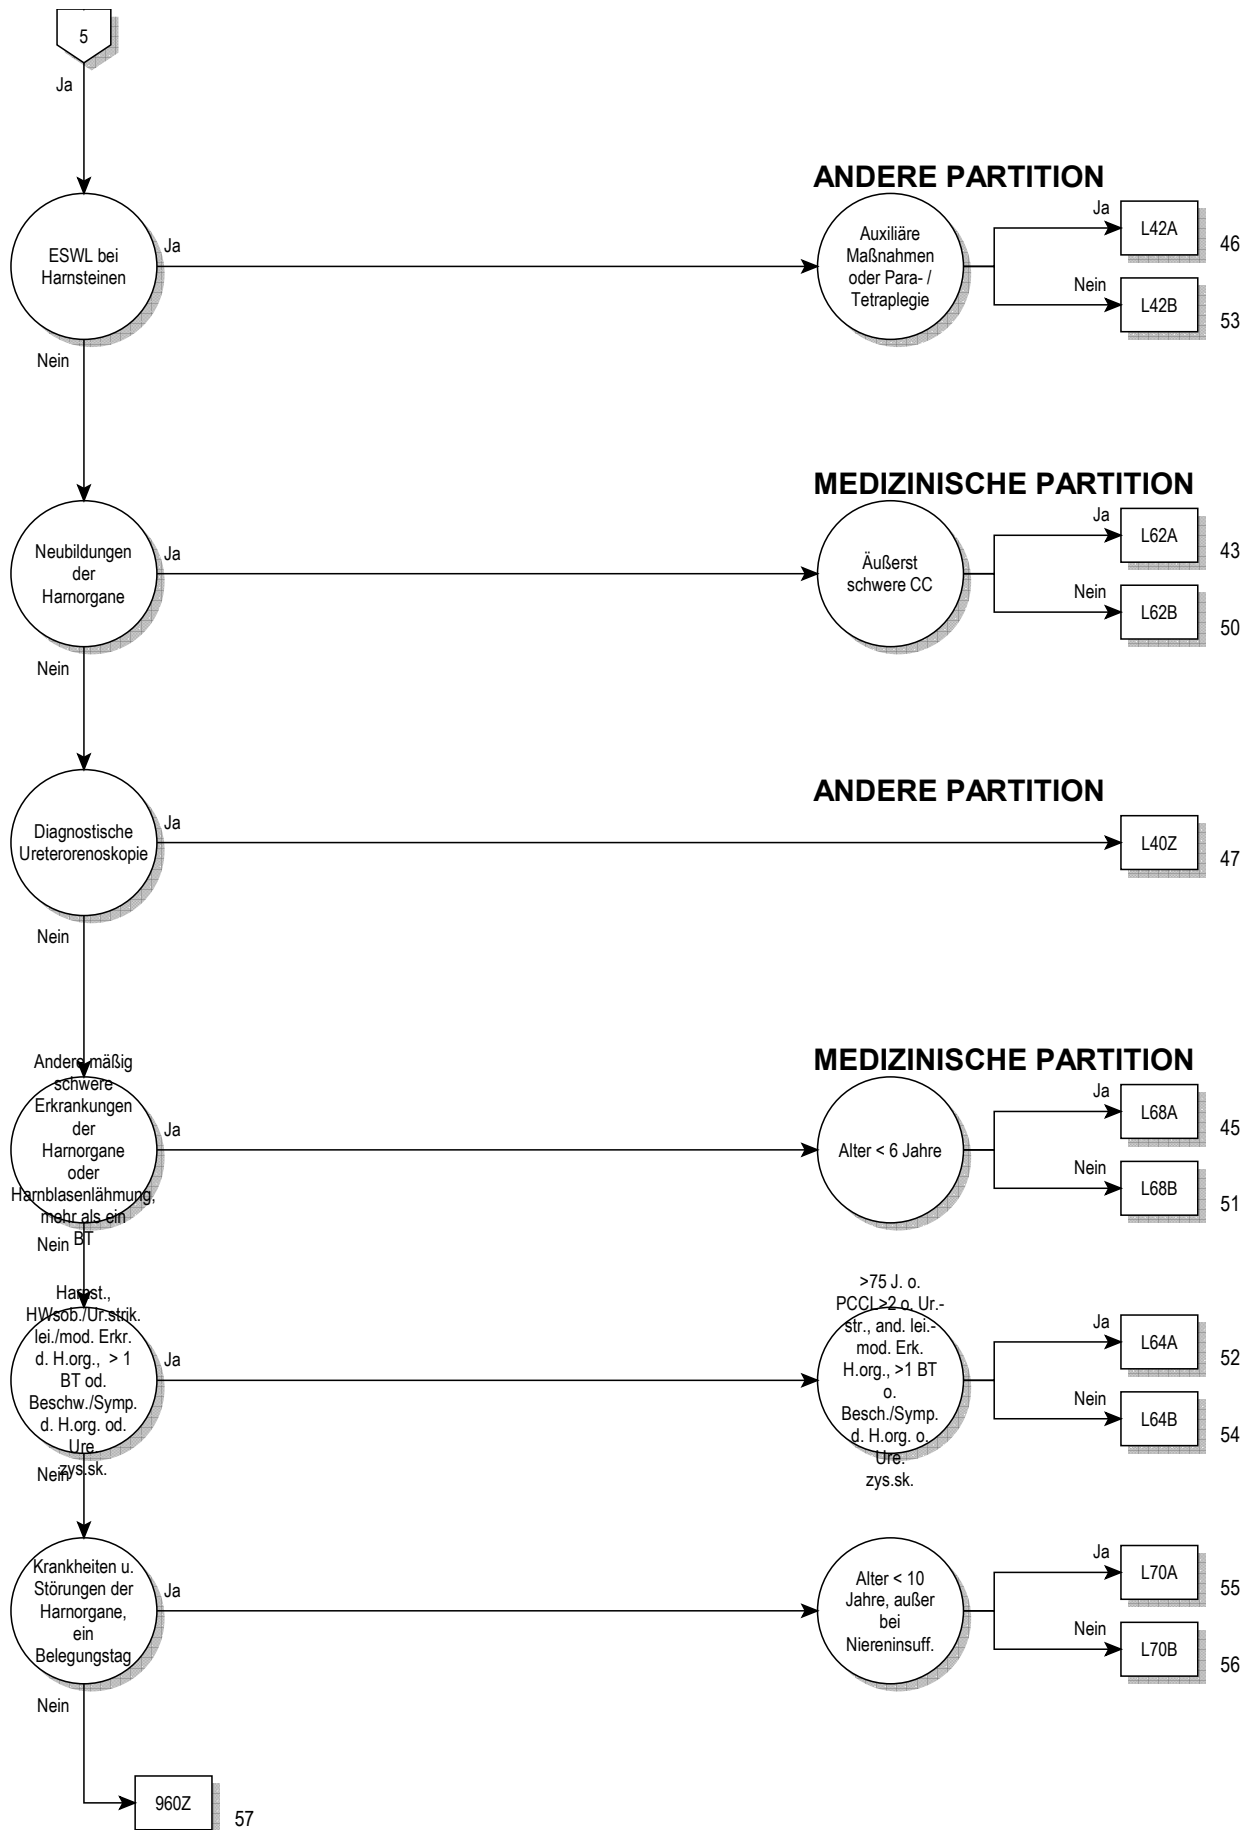 5
Ja
ANDERE PARTITION
ESWL bei
Harnsteinen
Ja
Auxiliäre
Maßnahmen
oder Para- /
Tetraplegie
Ja
L42A
46
Nein
L42B
53
Nein
MEDIZINISCHE PARTITION
Neubildungen
der
Harnorgane
Ja
Äußerst
schwere CC
Ja
L62A
43
Nein
L62B
50
Nein
ANDERE PARTITION
Diagnostische
Ureterorenoskopie
Ja
L40Z
47
Nein
MEDIZINISCHE PARTITION
Andere mäßig
schwere
Erkrankungen
der
Harnorgane
oder
Harnblasenlähmung,
mehr als ein
BT
Ja
Alter < 6 Jahre
Ja
L68A
45
Nein
L68B
51
Nein
Harnst.,
HWsob./Ur.strik.
lei./mod. Erkr.
d. H.org., > 1
BT od.
Beschw./Symp.
d. H.org. od.
Ure.
zys.sk.
Ja
>75 J. o.
PCCL>2 o. Ur.-
str., and. lei.-
mod. Erk.
H.org., >1 BT
o.
Besch./Symp.
d. H.org. o.
Ure.
zys.sk.
Ja
L64A
52
Nein
L64B
54
Nein
Krankheiten u.
Störungen der
Harnorgane,
ein
Belegungstag
Ja
Alter < 10
Jahre, außer
bei
Niereninsuff.
Ja
L70A
55
Nein
L70B
56
Nein
960Z
57